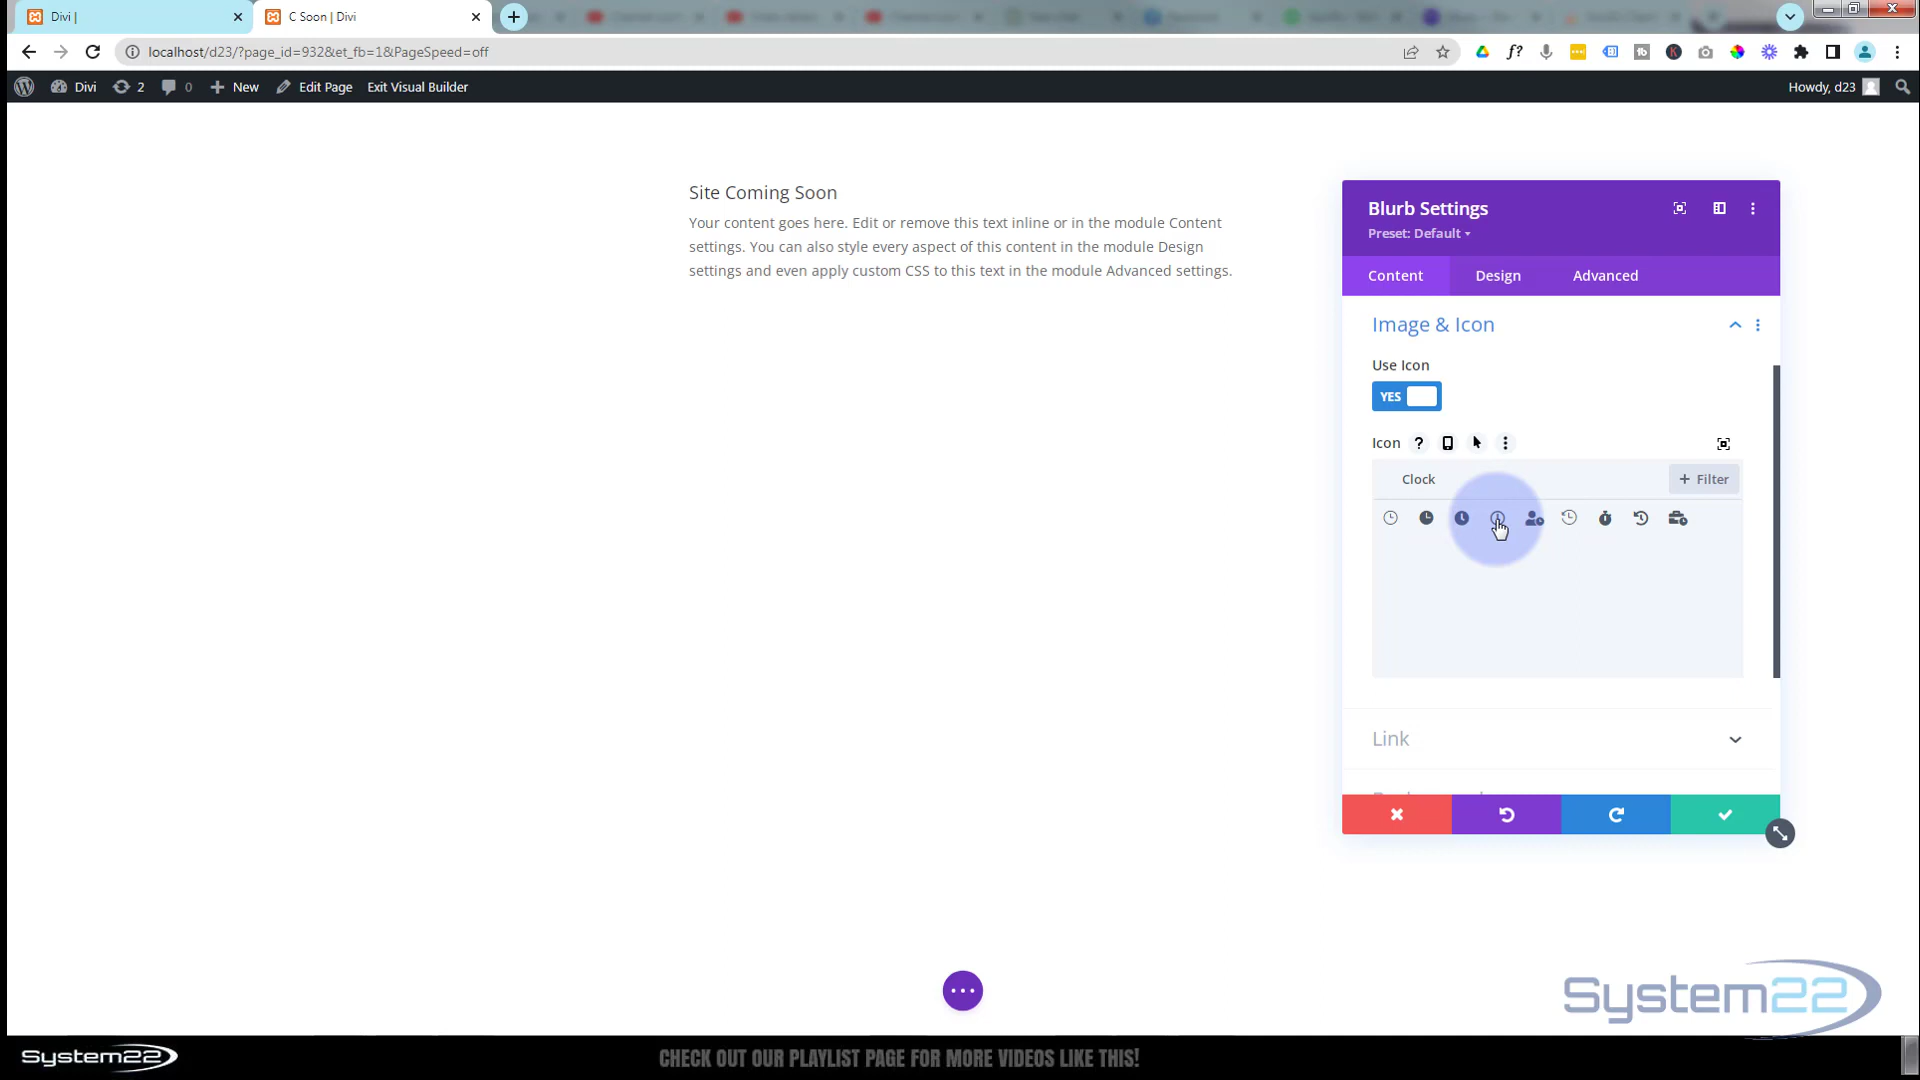 Divi |
C Soon | Divi
localhost/d23/?page_id=932&et_fb=1&PageSpeed=off
Divi
2
0
New
Edit Page
Exit Visual Builder
Howdy, d23
Site Coming Soon
Your content goes here. Edit or remove this text inline or in the module Content
settings. You can also style every aspect of this content in the module Design
settings and even apply custom CSS to this text in the module Advanced settings.
Blurb Settings
Preset: Default
Content
Design
Advanced
Image & Icon
Use Icon
YES
Icon
Clock
+ Filter
Link
System22
System22
CHECK OUT OUR PLAYLIST PAGE FOR MORE VIDEOS LIKE THIS!